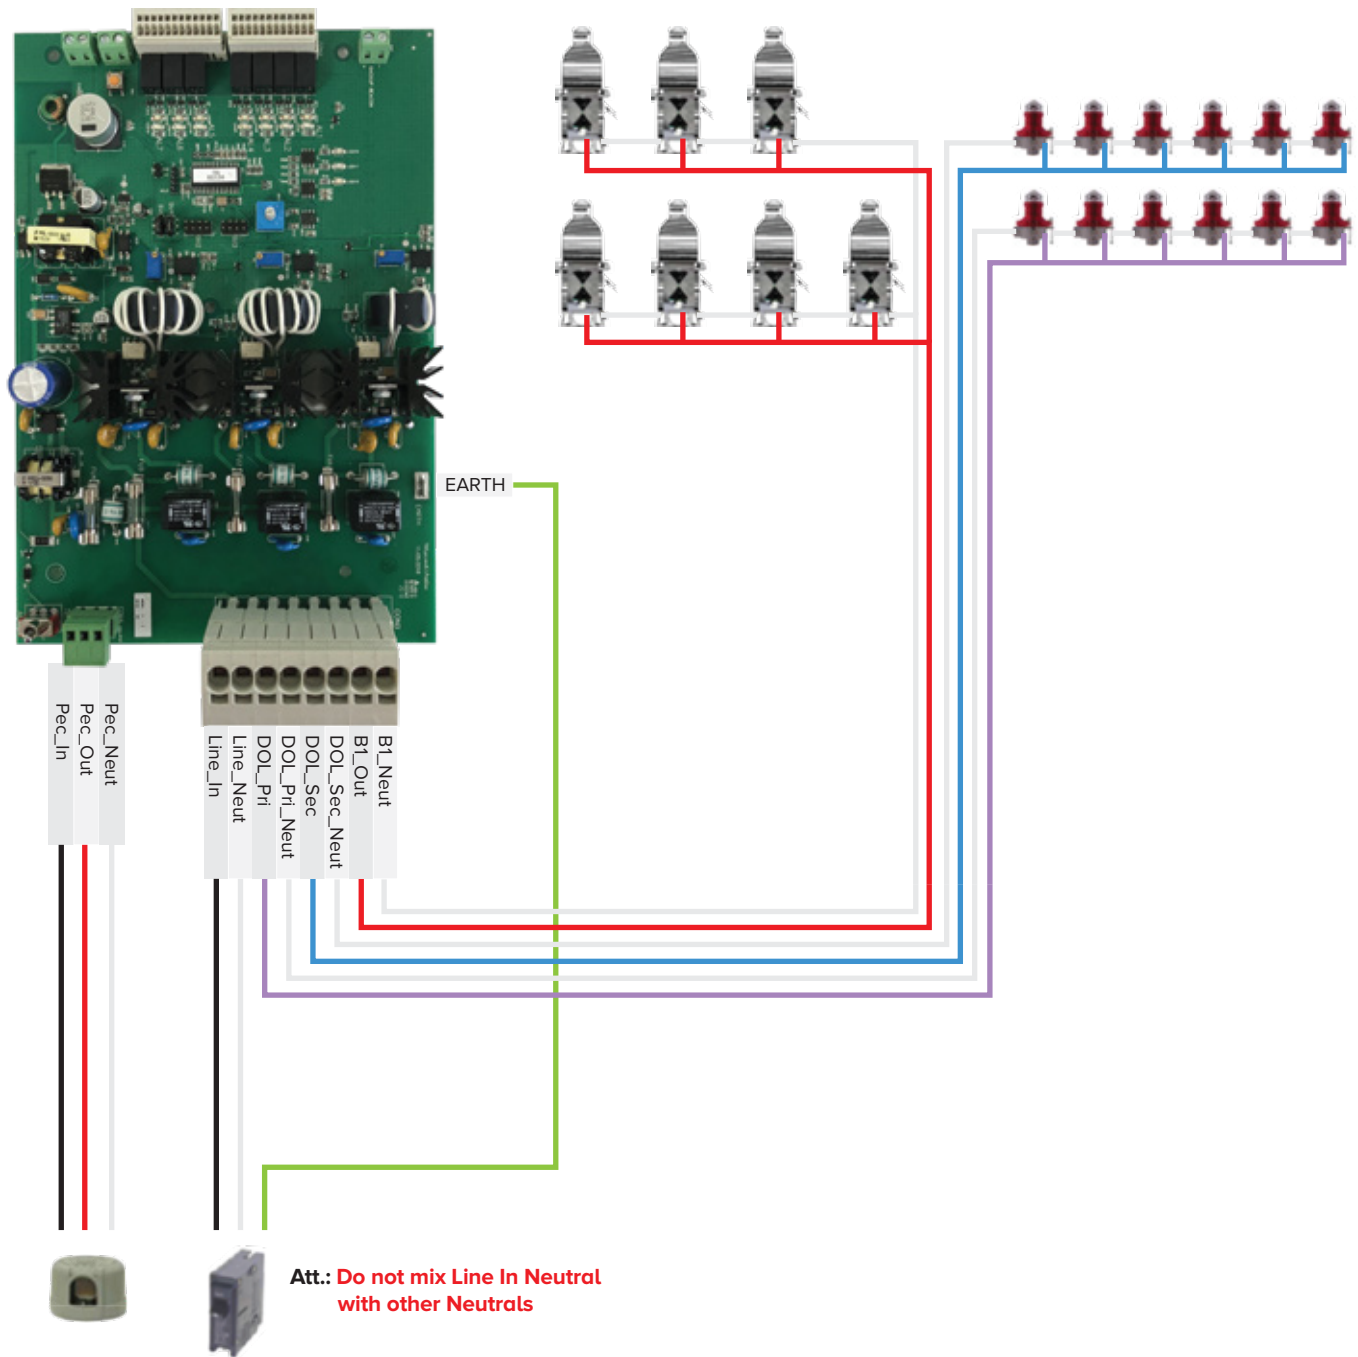 EARTH
Pec_In
Pec_Out
Pec_Neut
Line_In
Line_Neut
DOL_Pri
DOL_Pri_Neut
DOL_Sec
DOL_Sec_Neut
B1_Out
B1_Neut
Att.: Do not mix Line In Neutral
with other Neutrals